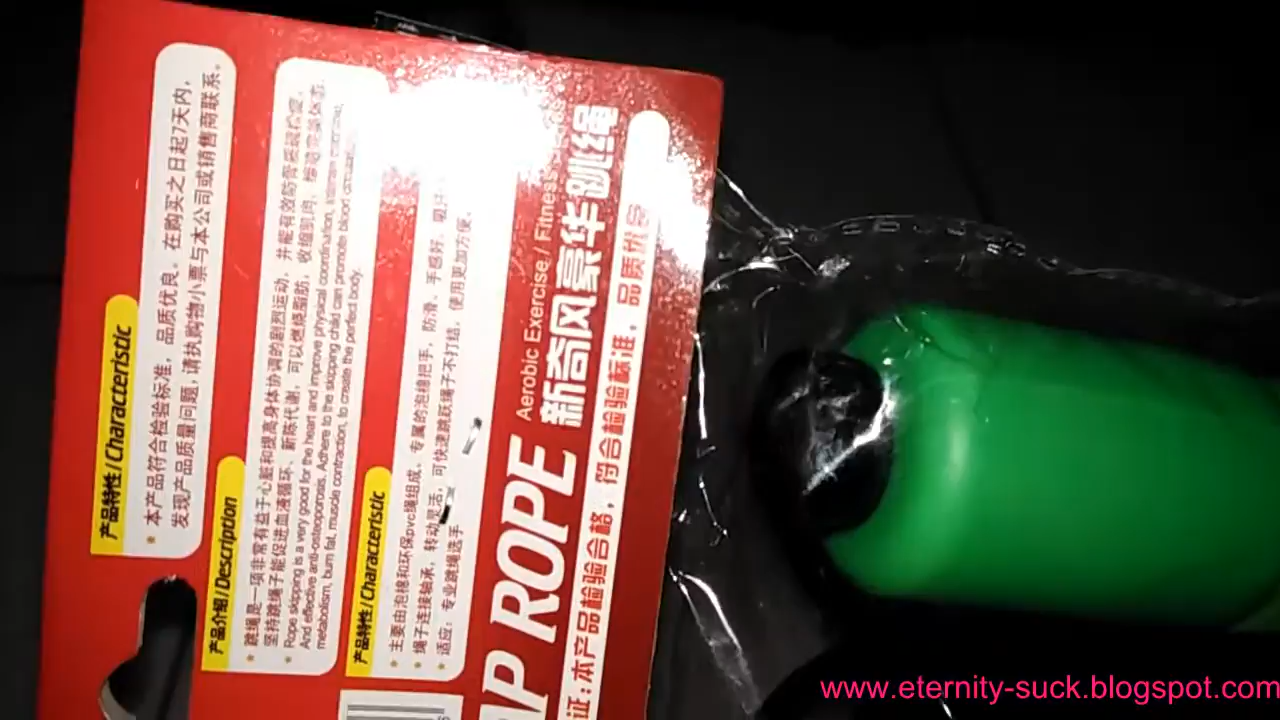 产品特性/Characteristic
本产品符合检验标准，品质优良。在购买之日起7天内，
发现产品质量问题，请执购物小票与本公司或销售商联系。
产品介绍/Description
跳绳是一项非常有益于心脏和提高身体协调的剧烈运动，并能有效防骨质疏松症，
坚持跳绳子能促进血液循环、新陈代谢，可以燃烧脂肪，收缩肌肉，
Rope skipping is a very good for the heart and improve physical coordination,
And effective anti-osteoporosis. Adhere to the skipping child can promote blood circulation,
metabolism, burn fat, muscle contraction, to create the perfect body.
产品特性/Characteristic
主要由泡棉和环保pvc绳组成，专属的泡绵把手，防滑、手感好、吸汗
绳子连接轴承，转动灵活，可快速跳跃绳子不打结，使用更加方便。
适应：专业跳绳选手
AP ROPE
Aerobic Exercise / Fitness
新奇风豪华跳绳
证：本产品检验合格，符合检验标准，品质优
www.eternity-suck.blogspot.com